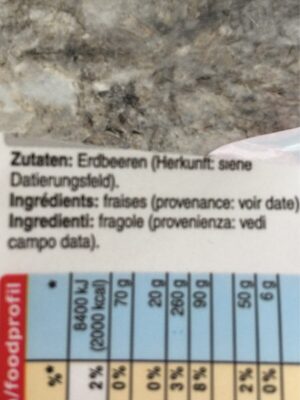 Zutaten: Erdbeeren (Herkunft: siehe
Datierungsfeld).
Ingrédients: fraises (provenance: voir date)
Ingredienti: fragole (provenienza: vedi
campo data).
/foodprofil
* 8400 kJ (2000 kcal) 70 g 20 g 260 g 90 g 50 g 6 g
%* 2% 0% 0% 3% 8% 2% 0%